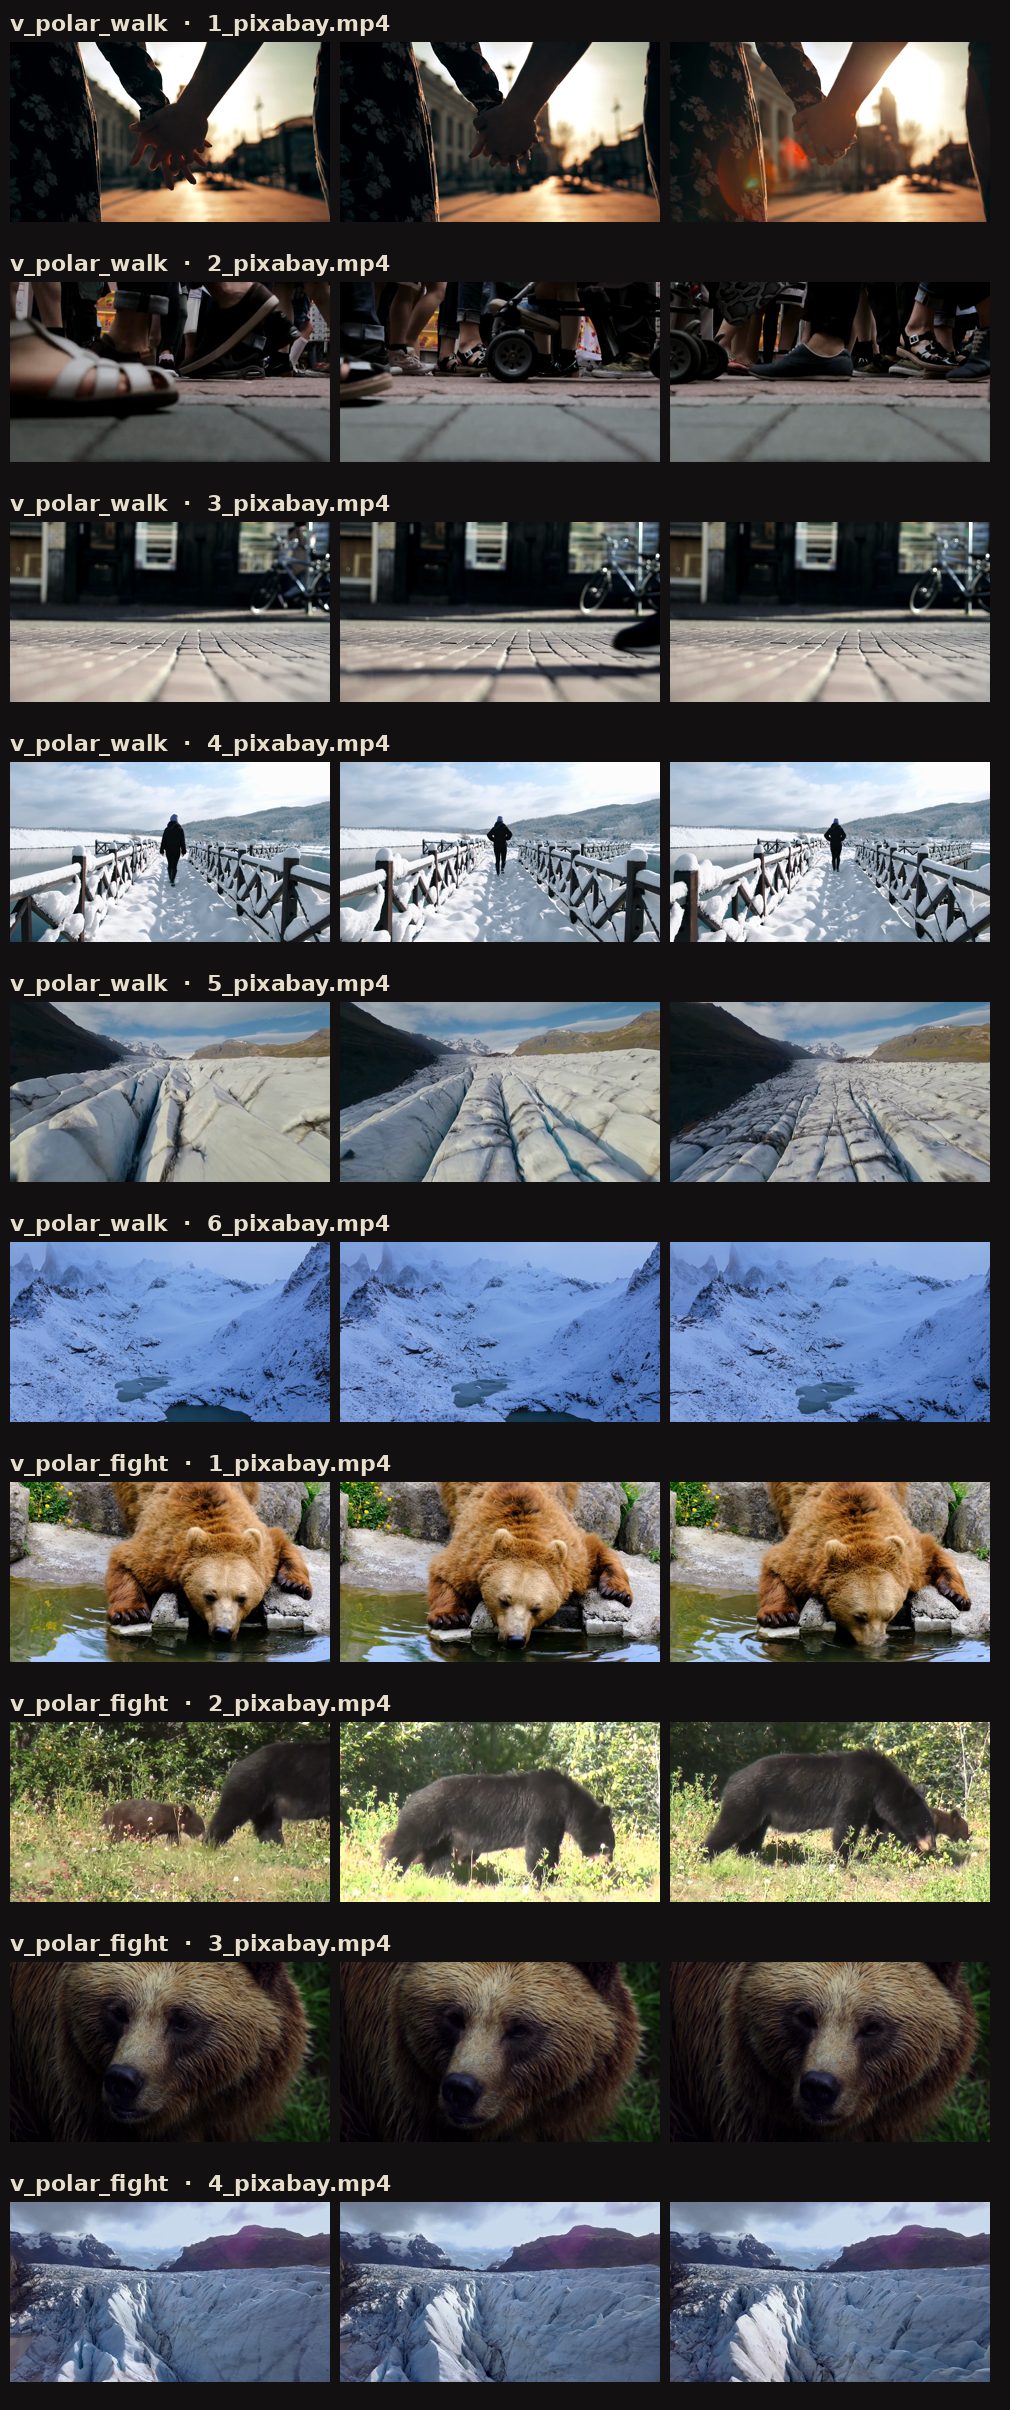 v_polar_walk · 1_pixabay.mp4
v_polar_walk · 2_pixabay.mp4
v_polar_walk · 3_pixabay.mp4
v_polar_walk · 4_pixabay.mp4
v_polar_walk · 5_pixabay.mp4
v_polar_walk · 6_pixabay.mp4
v_polar_fight · 1_pixabay.mp4
v_polar_fight · 2_pixabay.mp4
v_polar_fight · 3_pixabay.mp4
v_polar_fight · 4_pixabay.mp4